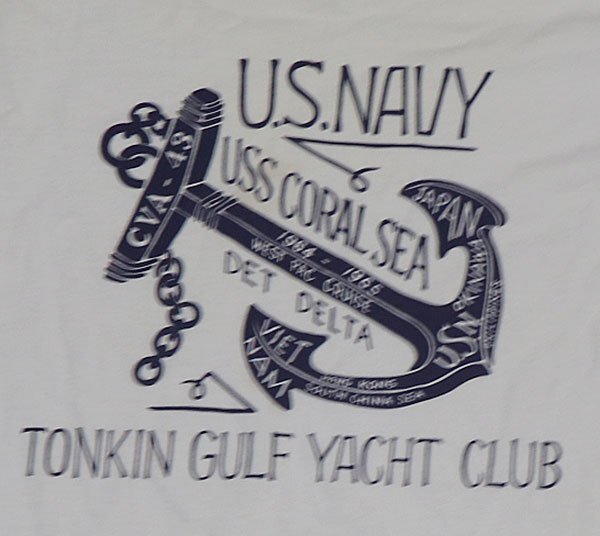 U.S. NAVY
USS CORAL SEA
CVA-43
1964-1965
WEST PAC CRUISE
DET DELTA
JAPAN
OKINAWA
USN
VIET
NAM
HONG KONG
SOUTH CHINA SEA
TONKIN GULF YACHT CLUB